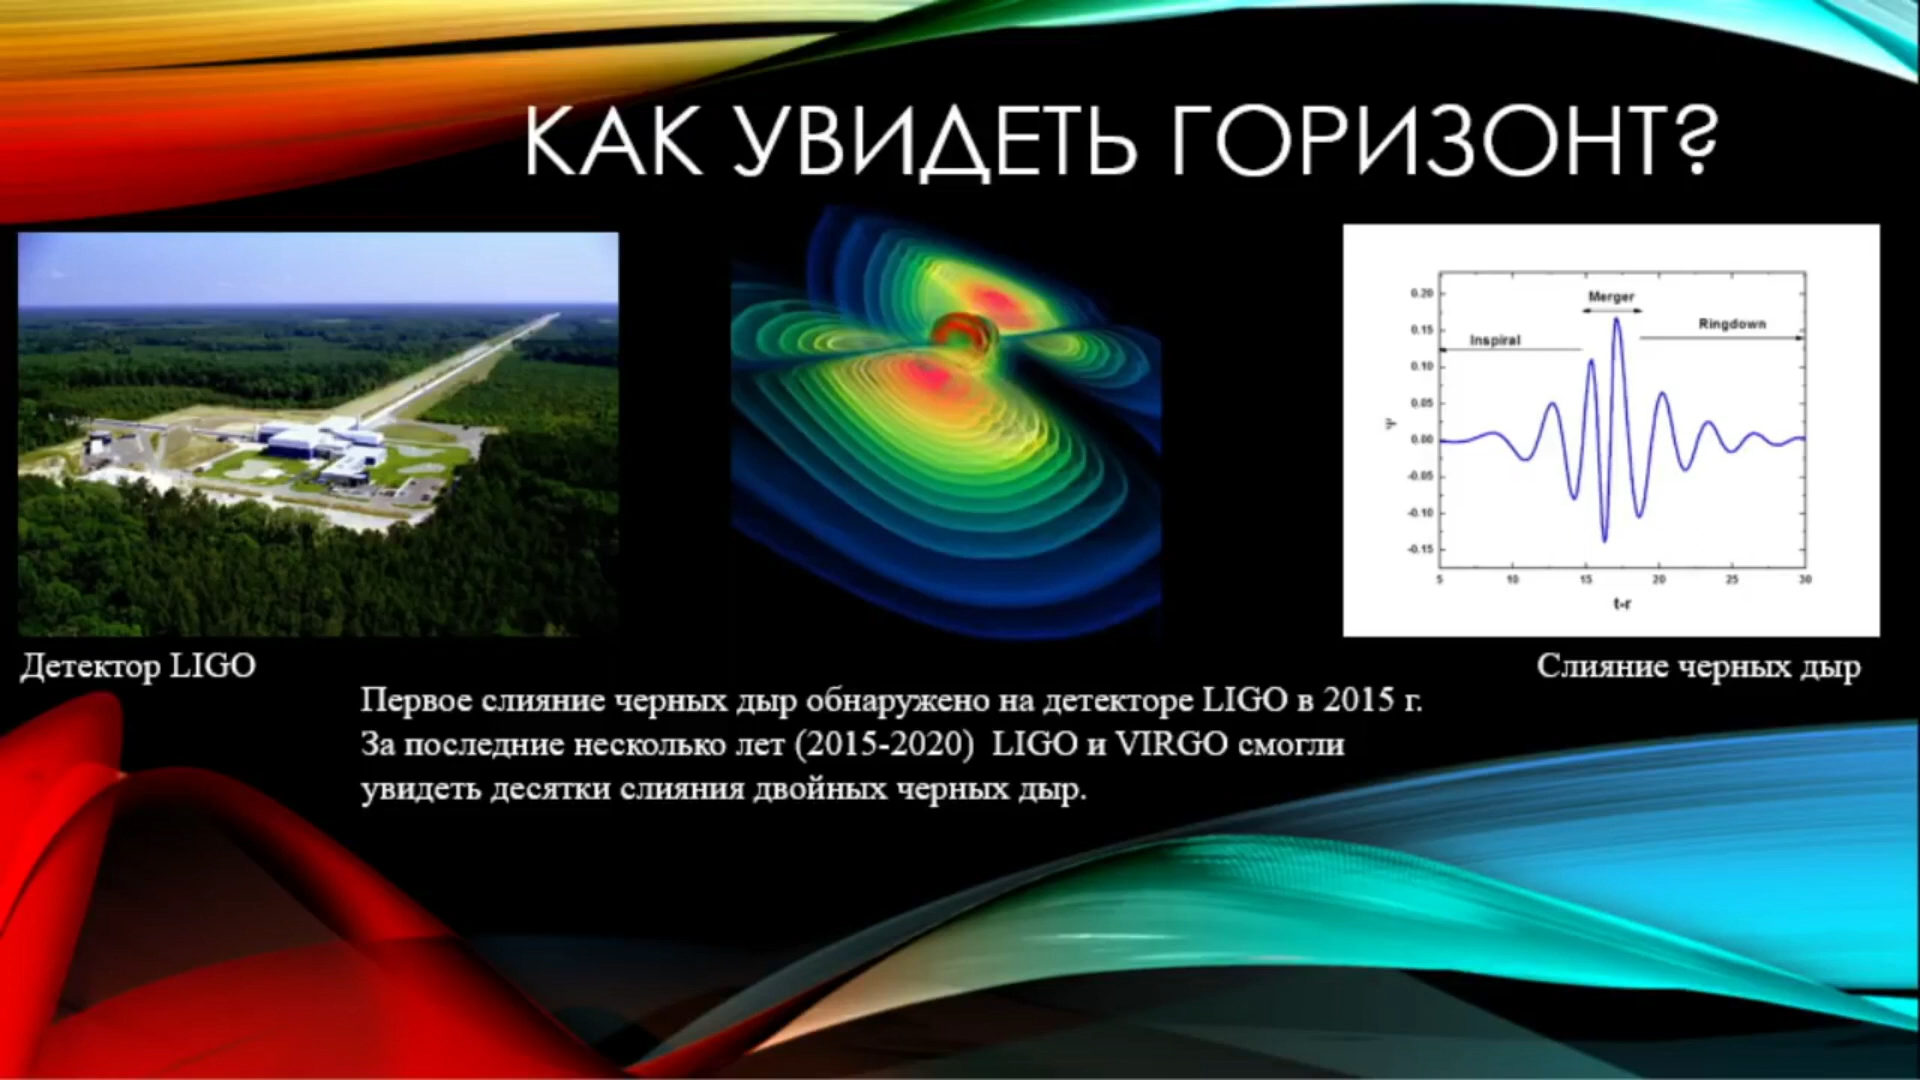 КАК УВИДЕТЬ ГОРИЗОНТ?
Merger
Ringdown
Inspiral
0.20
0.15
0.10
0.05
0.00
-0.05
-0.10
-0.15
Ψ
5 10 15 20 25 30
t-r
Детектор LIGO
Слияние черных дыр
Первое слияние черных дыр обнаружено на детекторе LIGO в 2015 г.
За последние несколько лет (2015-2020) LIGO и VIRGO смогли
увидеть десятки слияния двойных черных дыр.